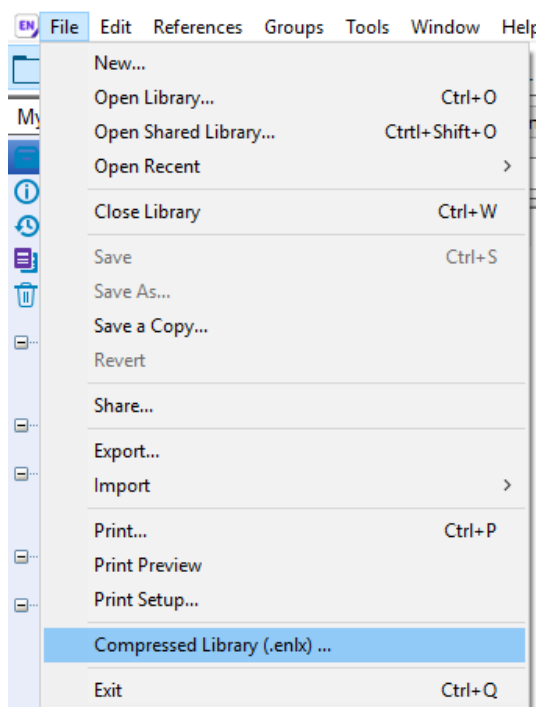 EN File Edit References Groups Tools Window Help
My
New...
Open Library... Ctrl+O
Open Shared Library... Ctrtl+Shift+O
Open Recent
Close Library Ctrl+W
Save Ctrl+S
Save As...
Save a Copy...
Revert
Share...
Export...
Import
Print... Ctrl+P
Print Preview
Print Setup...
Compressed Library (.enlx) ...
Exit Ctrl+Q